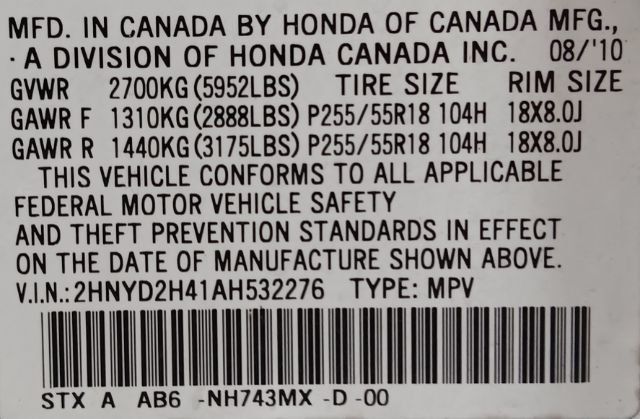 MFD. IN CANADA BY HONDA OF CANADA MFG.,
· A DIVISION OF HONDA CANADA INC. 08/'10
GVWR 2700KG(5952LBS) TIRE SIZE RIM SIZE
GAWR F 1310KG(2888LBS) P255/55R18 104H 18X8.0J
GAWR R 1440KG(3175LBS) P255/55R18 104H 18X8.0J
THIS VEHICLE CONFORMS TO ALL APPLICABLE
FEDERAL MOTOR VEHICLE SAFETY
AND THEFT PREVENTION STANDARDS IN EFFECT
ON THE DATE OF MANUFACTURE SHOWN ABOVE.
V.I.N.:2HNYD2H41AH532276 TYPE: MPV
STX A AB6 -NH743MX -D -00